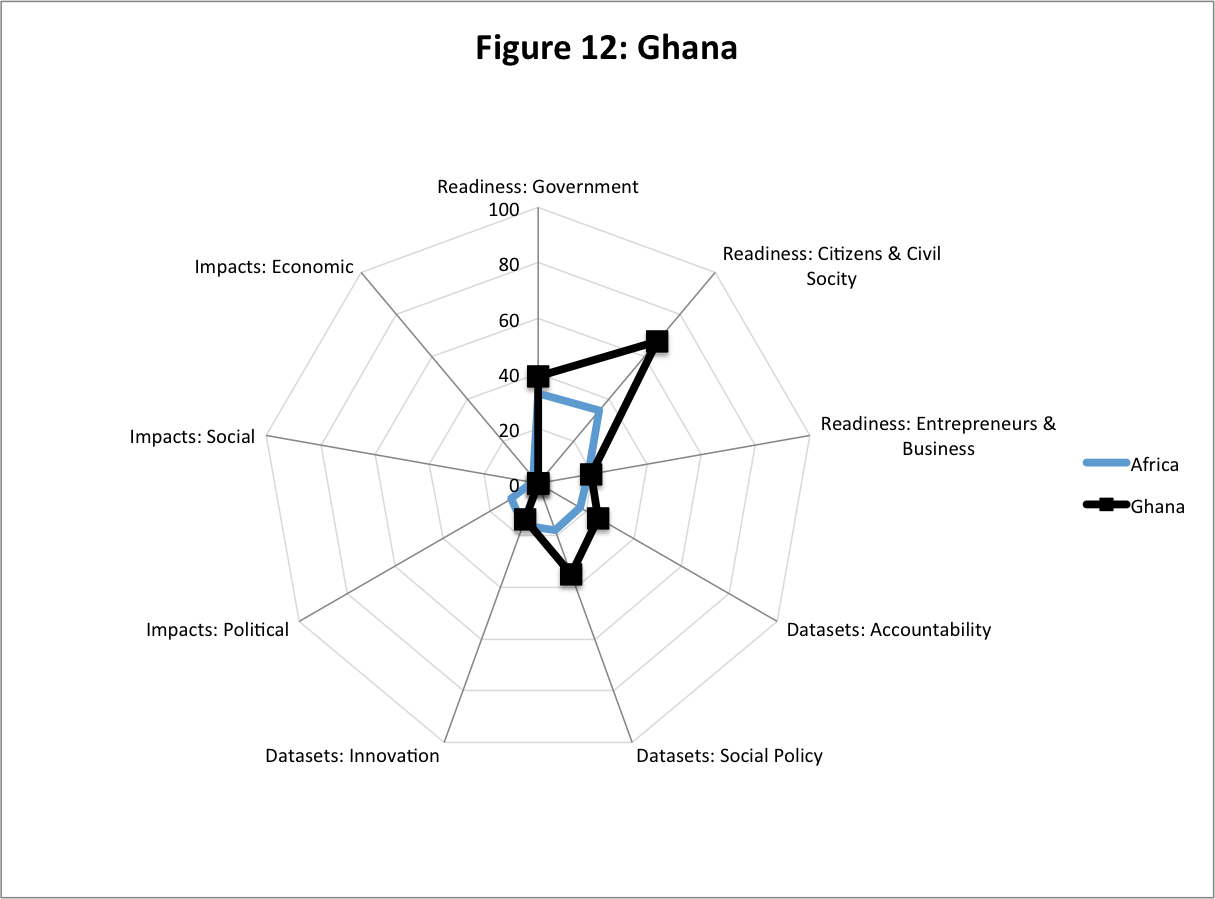 Figure 12: Ghana
Readiness: Government
100
80
60
40
20
0
Readiness: Citizens & Civil
Socity
Readiness: Entrepreneurs &
Business
Datasets: Accountability
Datasets: Social Policy
Datasets: Innovation
Impacts: Political
Impacts: Social
Impacts: Economic
Africa
Ghana